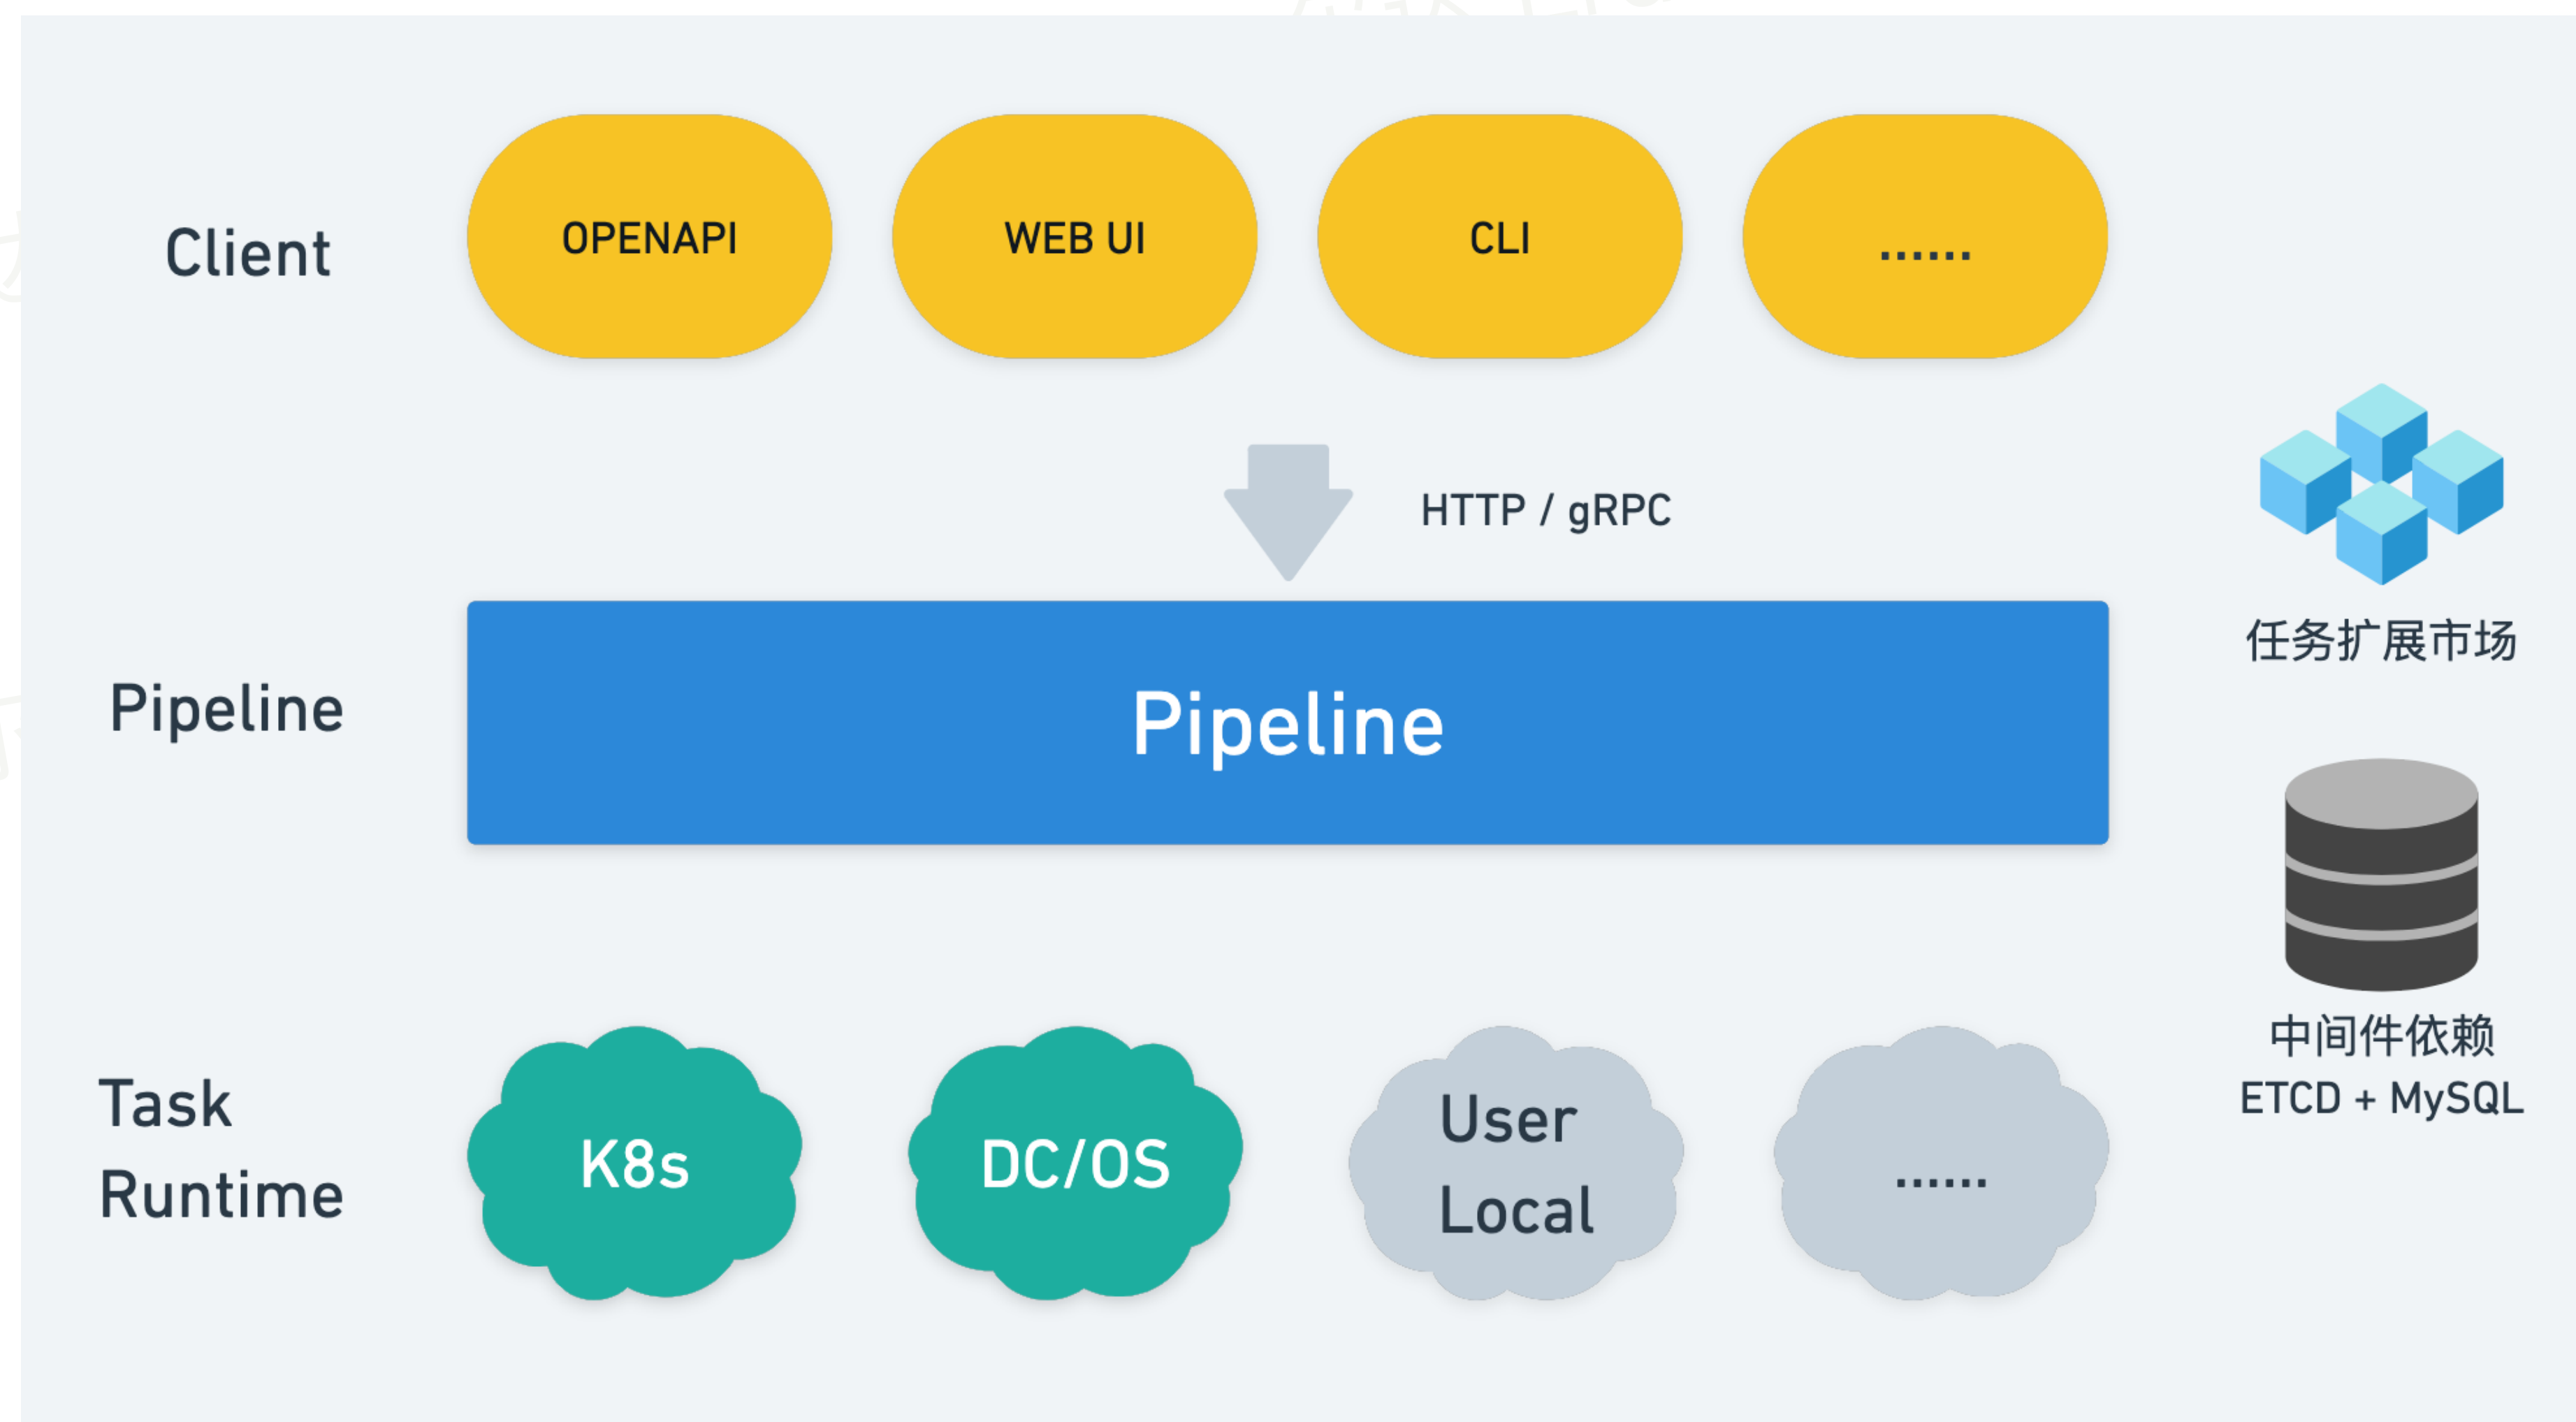 Client
OPENAPI
WEB UI
CLI
......
HTTP / gRPC
任务扩展市场
Pipeline
Pipeline
中间件依赖
ETCD + MySQL
Task
Runtime
K8s
DC/OS
User
Local
......